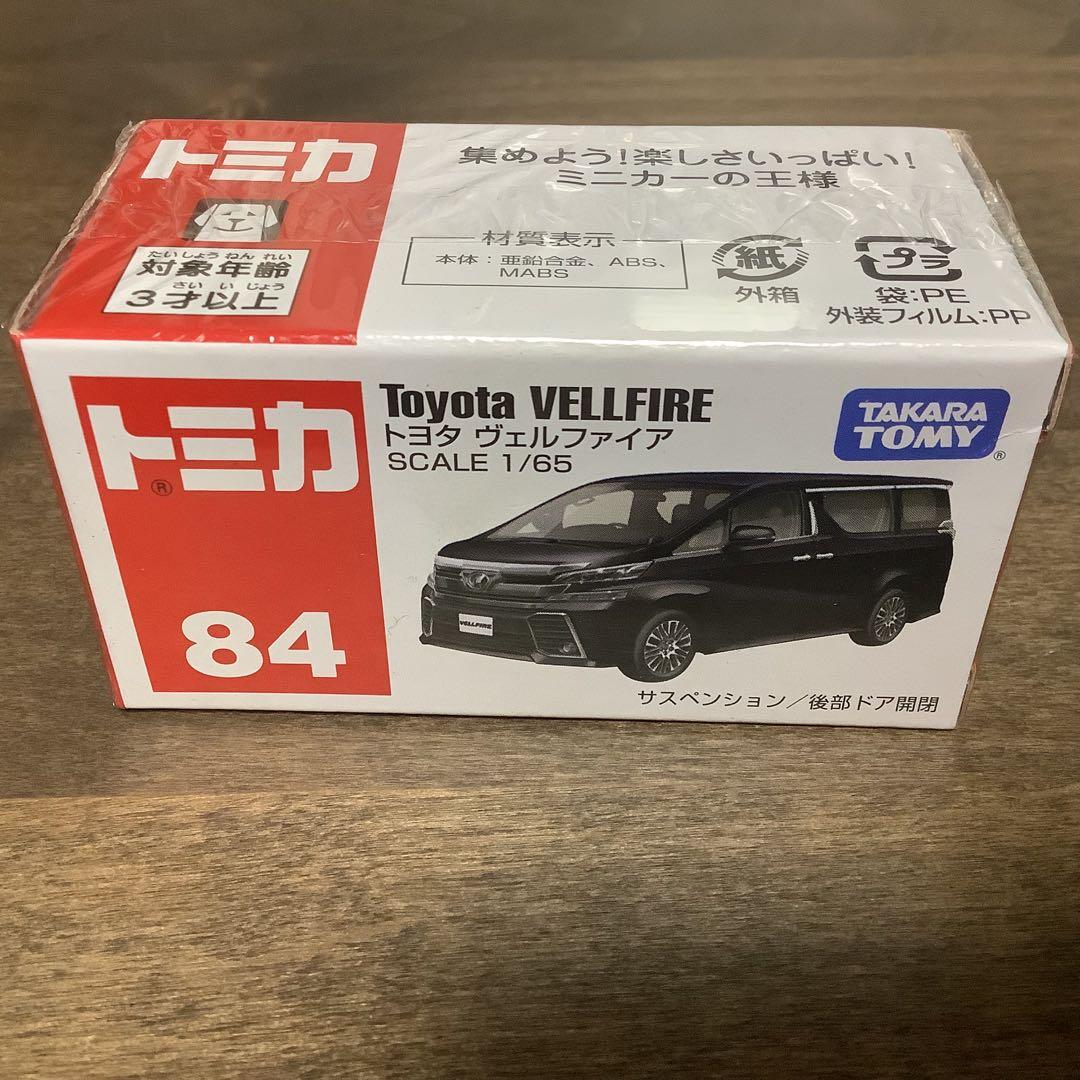 トミカ
集めよう!楽しさいっぱい!
ミニカーの王様
たいしょうねんれい
対象年齢
さいいじょう
3才以上
材質表示
本体:亜鉛合金、ABS、
MABS
紙
外箱
プラ
袋:PE
外装フィルム:PP
トミカ®
84
Toyota VELLFIRE
トヨタ ヴェルファイア
SCALE 1/65
TAKARA
TOMY®
VELLFIRE
サスペンション/後部ドア開閉